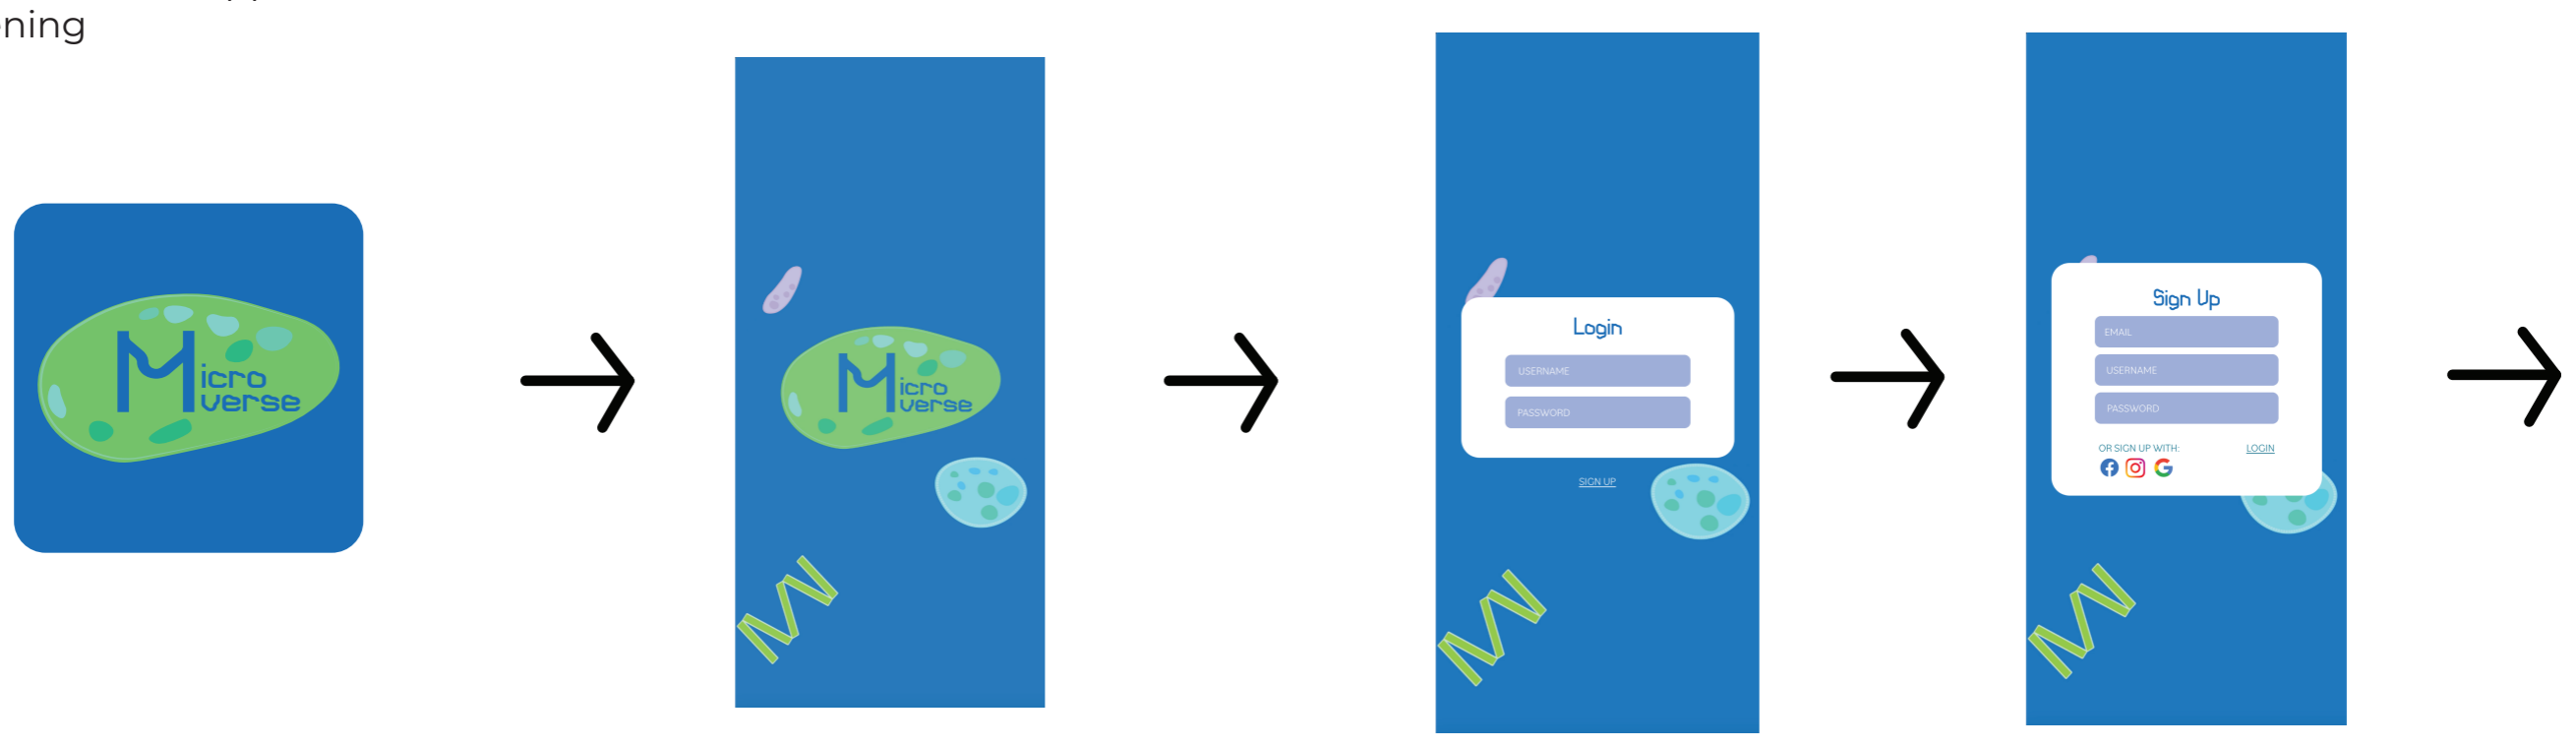 ning
Micro
verse
Micro
verse
Login
USERNAME
PASSWORD
SIGN UP
Sign Up
EMAIL
USERNAME
PASSWORD
OR SIGN UP WITH:
LOGIN